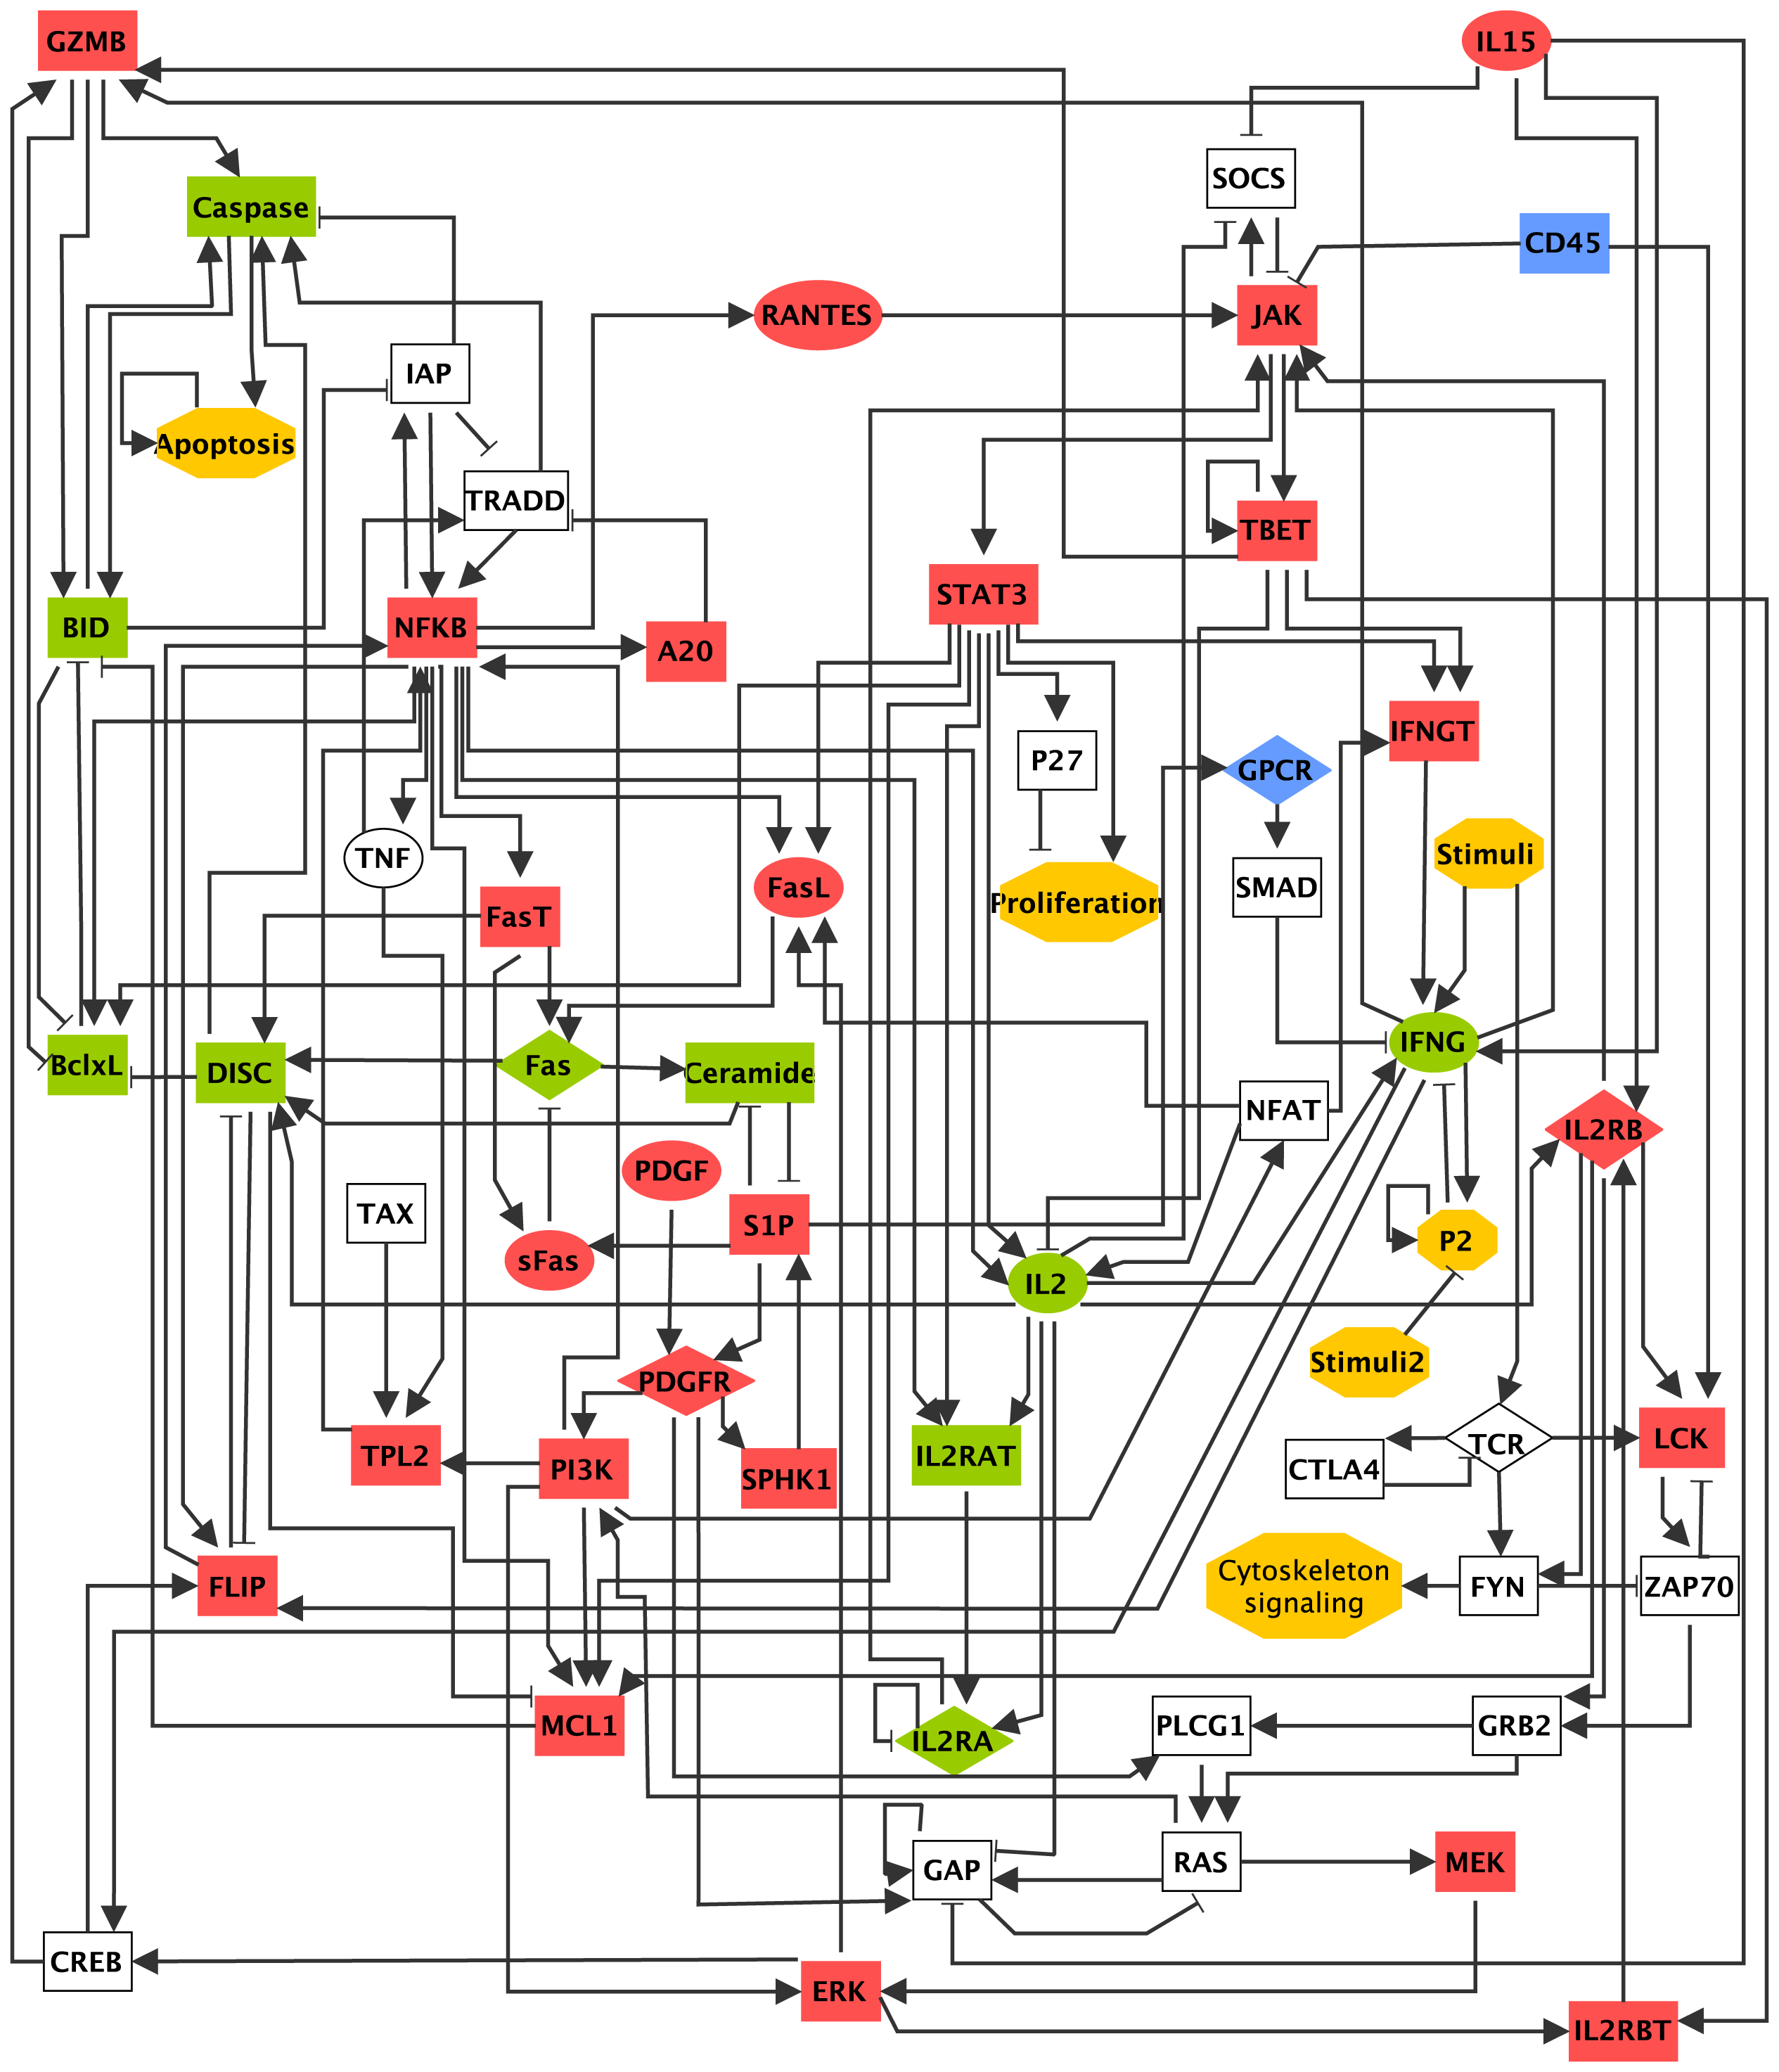 GZMB
IL15
SOCS
Caspase
CD45
RANTES
JAK
IAP
Apoptosis
TRADD
TBET
STAT3
BID
NFKB
A20
IFNGT
P27
GPCR
TNF
Stimuli
FasL
SMAD
Proliferation
FasT
IFNG
BclxL
DISC
Fas
Ceramide
NFAT
IL2RB
PDGF
TAX
S1P
P2
sFas
IL2
Stimuli2
PDGFR
TPL2
PI3K
SPHK1
IL2RAT
CTLA4
TCR
LCK
FLIP
Cytoskeleton
signaling
FYN
ZAP70
MCL1
IL2RA
PLCG1
GRB2
GAP
RAS
MEK
CREB
ERK
IL2RBT